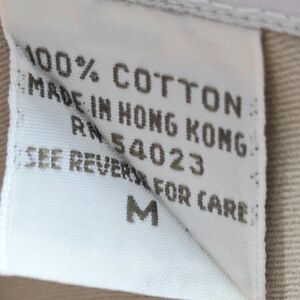 100% COTTON
MADE IN HONG KONG
RN 54023
SEE REVERSE FOR CARE
M